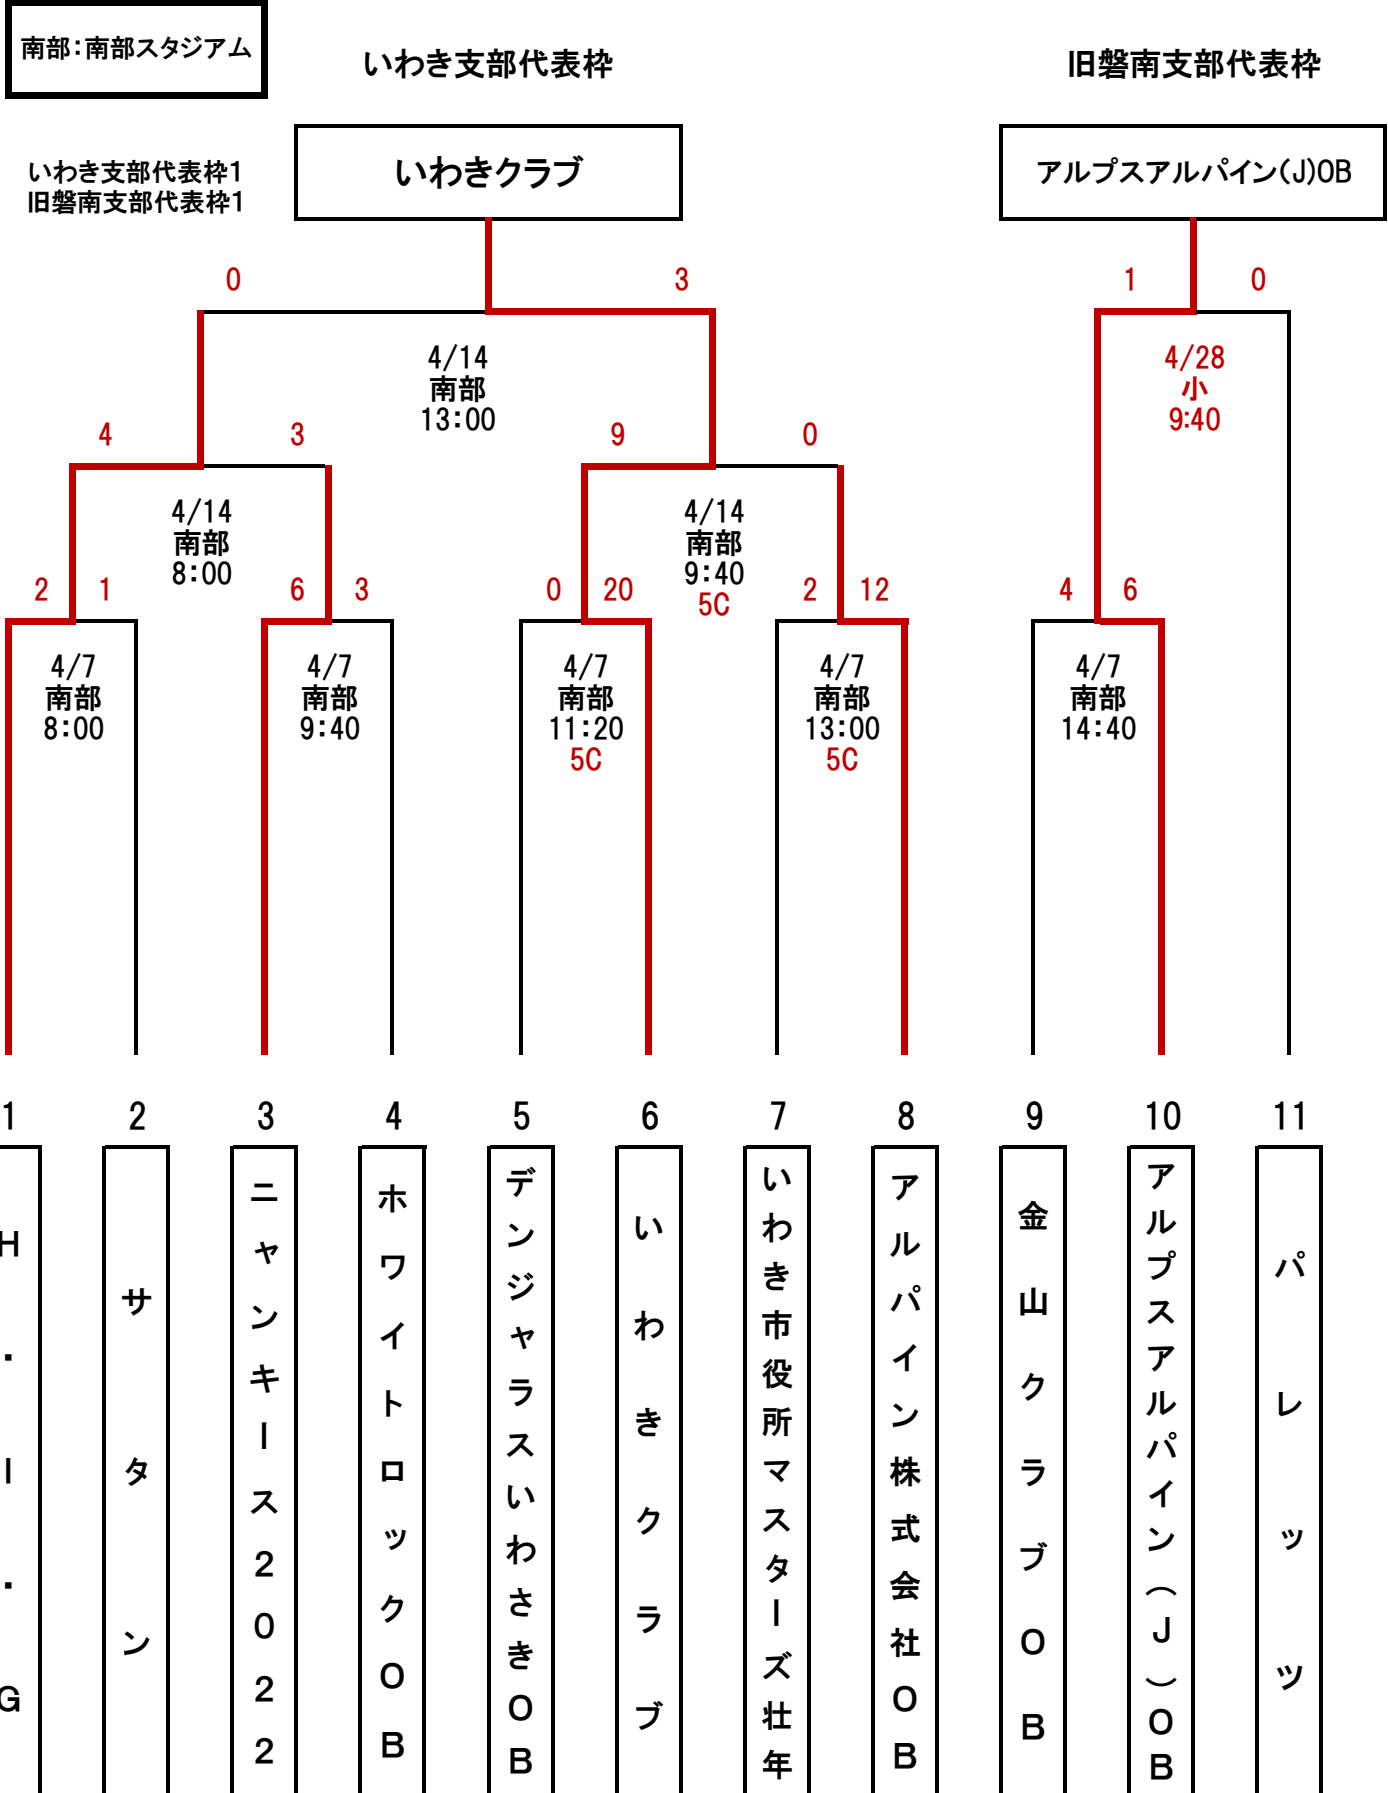 南部：南部スタジアム
いわき支部代表枠
旧磐南支部代表枠
いわき支部代表枠1
旧磐南支部代表枠1
いわきクラブ
アルプスアルパイン(J)OB
0
3
1
0
4/14
南部
13:00
4/28
小
9:40
4
3
9
0
4/14
南部
8:00
4/14
南部
9:40
5C
2
1
6
3
0
20
2
12
4
6
4/7
南部
8:00
4/7
南部
9:40
4/7
南部
11:20
5C
4/7
南部
13:00
5C
4/7
南部
14:40
1
2
3
4
5
6
7
8
9
10
11
H．I．G
サタン
ニャンキース2022
ホワイトロックOB
デンジャラスいわさきOB
いわきクラブ
いわき市役所マスターズ壮年
アルパイン株式会社OB
金山クラブOB
アルプスアルパイン(J)OB
パレッツ